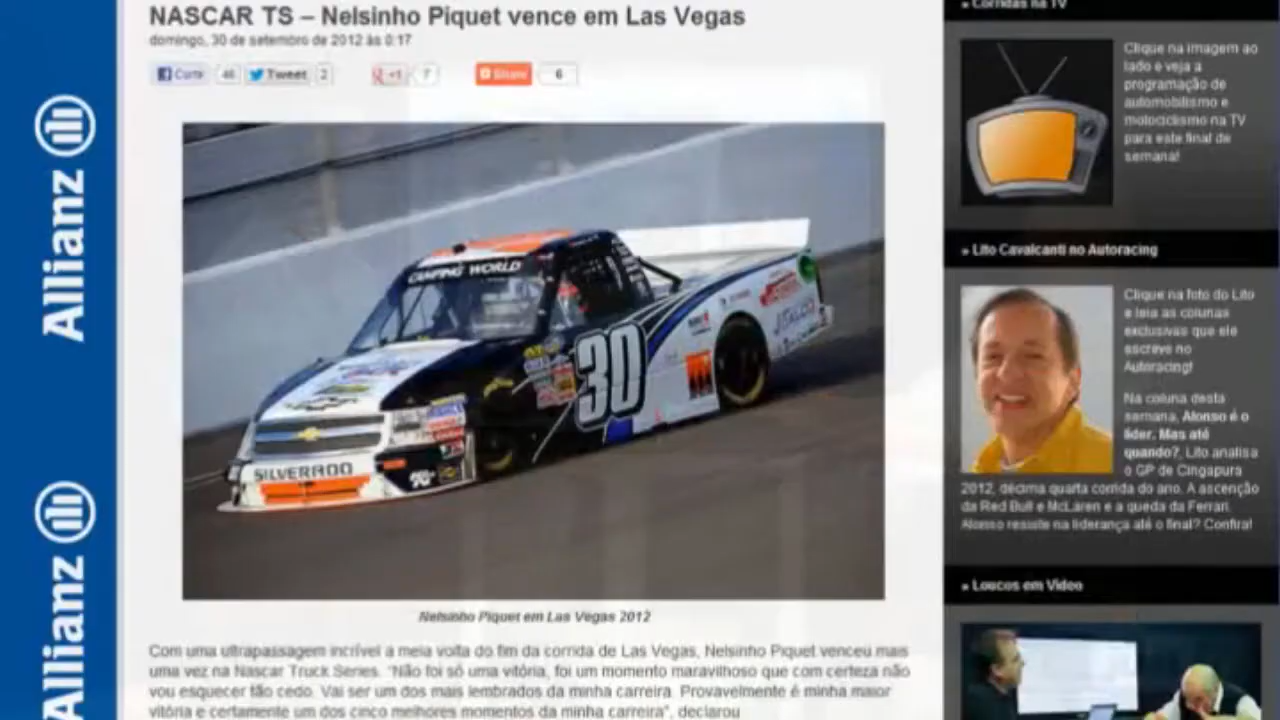 NASCAR TS – Nelsinho Piquet vence em Las Vegas
domingo, 30 de setembro de 2012 às 0:17
Curtir 46 Tweet 2 +1 7 Share 6
CAMPING WORLD
30
ITALAC
SILVERADO
K&N
Nelsinho Piquet em Las Vegas 2012
Com uma ultrapassagem incrível a meia volta do fim da corrida de Las Vegas, Nelsinho Piquet venceu mais
uma vez na Nascar Truck Series. "Não foi só uma vitória, foi um momento maravilhoso que com certeza não
vou esquecer tão cedo. Vai ser um dos mais lembrados da minha carreira. Provavelmente é minha maior
vitória e certamente um dos cinco melhores momentos da minha carreira", declarou
Allianz
Allianz
» Corridas na TV
Clique na imagem ao
lado e veja a
programação de
automobilismo e
motociclismo na TV
para este final de
semana!
» Lito Cavalcanti no Autoracing
Clique na foto do Lito
e leia as colunas
exclusivas que ele
escreve no
Autoracing!
Na coluna desta
semana, Alonso é o
líder. Mas até
quando?, Lito analisa
o GP de Cingapura
2012, décima quarta corrida do ano. A ascenção
da Red Bull e McLaren e a queda da Ferrari.
Alonso resiste na liderança até o final? Confira!
» Loucos em Vídeo